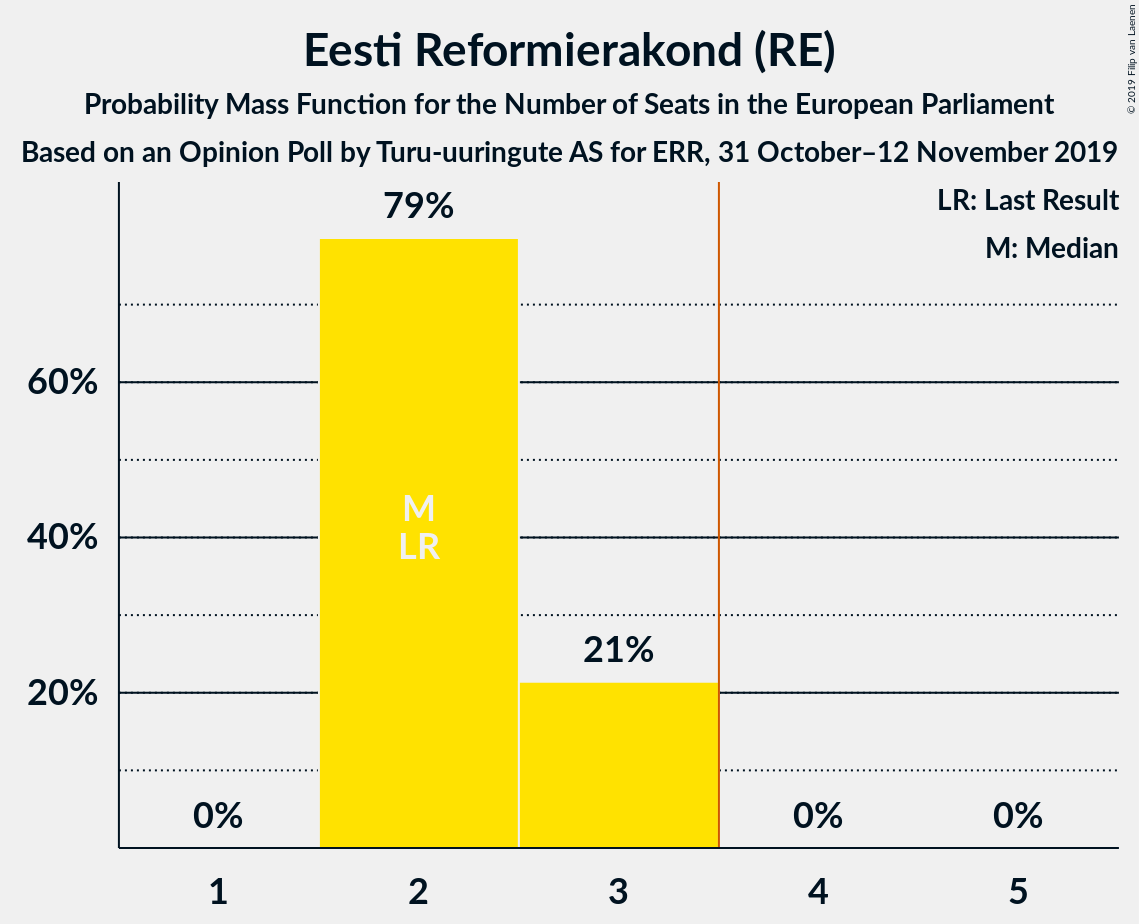 Eesti Reformierakond (RE)
Probability Mass Function for the Number of Seats in the European Parliament
Based on an Opinion Poll by Turu-uuringute AS for ERR, 31 October–12 November 2019
© 2019 Filip van Laenen
LR: Last Result
M: Median
79%
60%
M
40%
LR
21%
20%
0%
0%
0%
1
2
3
4
5